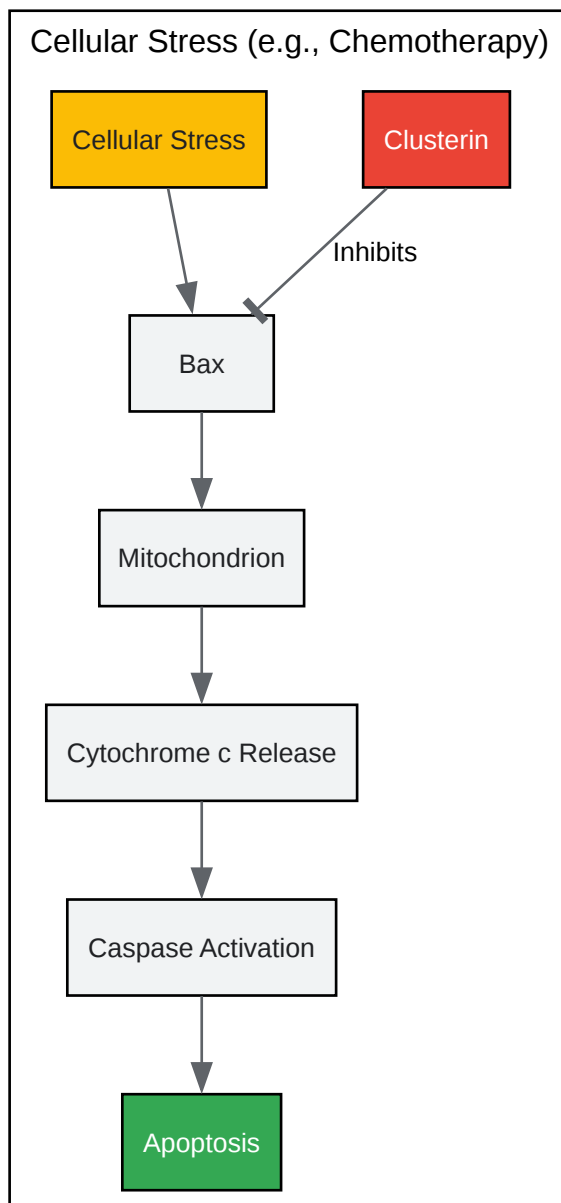 Cellular Stress (e.g., Chemotherapy)
Cellular Stress
Clusterin
Inhibits
Bax
Mitochondrion
Cytochrome c Release
Caspase Activation
Apoptosis